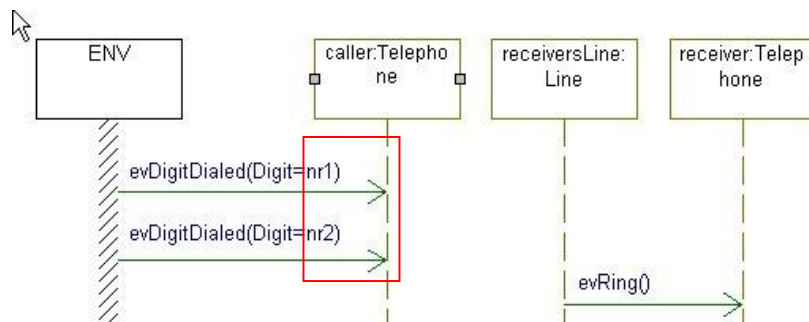 ENV
caller:Telepho
ne
receiversLine:
Line
receiver:Telep
hone
evDigitDialed(Digit=nr1)
evDigitDialed(Digit=nr2)
evRing()